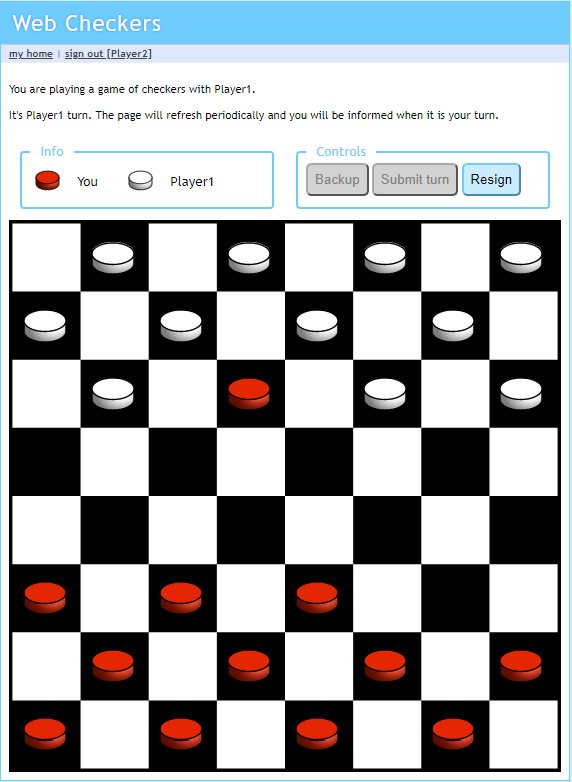 Web Checkers
my home | sign out [Player2]
You are playing a game of checkers with Player1.
It's Player1 turn. The page will refresh periodically and you will be informed when it is your turn.
Info
You Player1
Controls
Backup Submit turn Resign